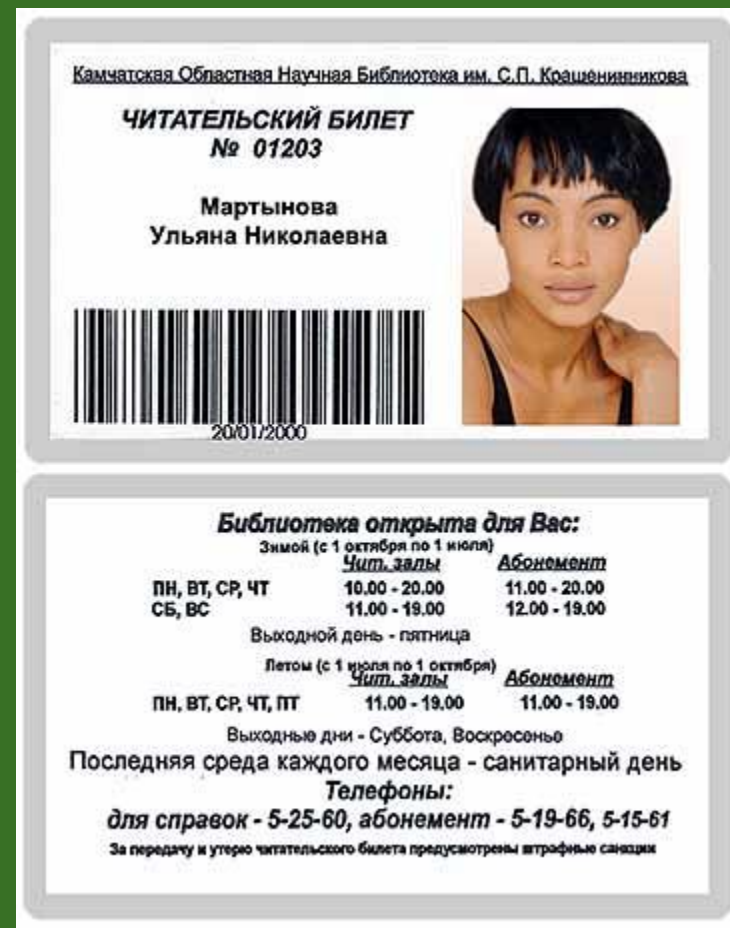 Камчатская Областная Научная Библиотека им. С.П. Крашенинникова
ЧИТАТЕЛЬСКИЙ БИЛЕТ
№ 01203
Мартынова
Ульяна Николаевна
20/01/2000
Библиотека открыта для Вас:
Зимой (с 1 октября по 1 июля)
Чит. залы Абонемент
ПН, ВТ, СР, ЧТ 10.00 - 20.00 11.00 - 20.00
СБ, ВС 11.00 - 19.00 12.00 - 19.00
Выходной день - пятница
Летом (с 1 июля по 1 октября)
Чит. залы Абонемент
ПН, ВТ, СР, ЧТ, ПТ 11.00 - 19.00 11.00 - 19.00
Выходные дни - Суббота, Воскресенье
Последняя среда каждого месяца - санитарный день
Телефоны:
для справок - 5-25-60, абонемент - 5-19-66, 5-15-61
За передачу и утерю читательского билета предусмотрены штрафные санкции